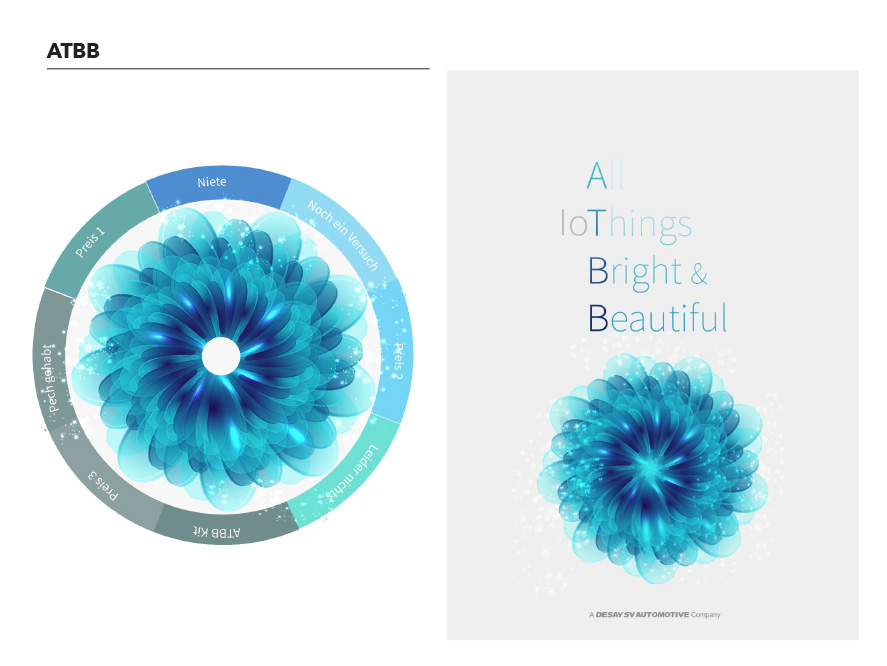 ATBB
Niete
Noch ein Versuch
Preis 2
Leider nichts
ATBB Kit
Preis 3
Pech gehabt
Preis 1
All
IoThings
Bright &
Beautiful
A DESAY SV AUTOMOTIVE Company